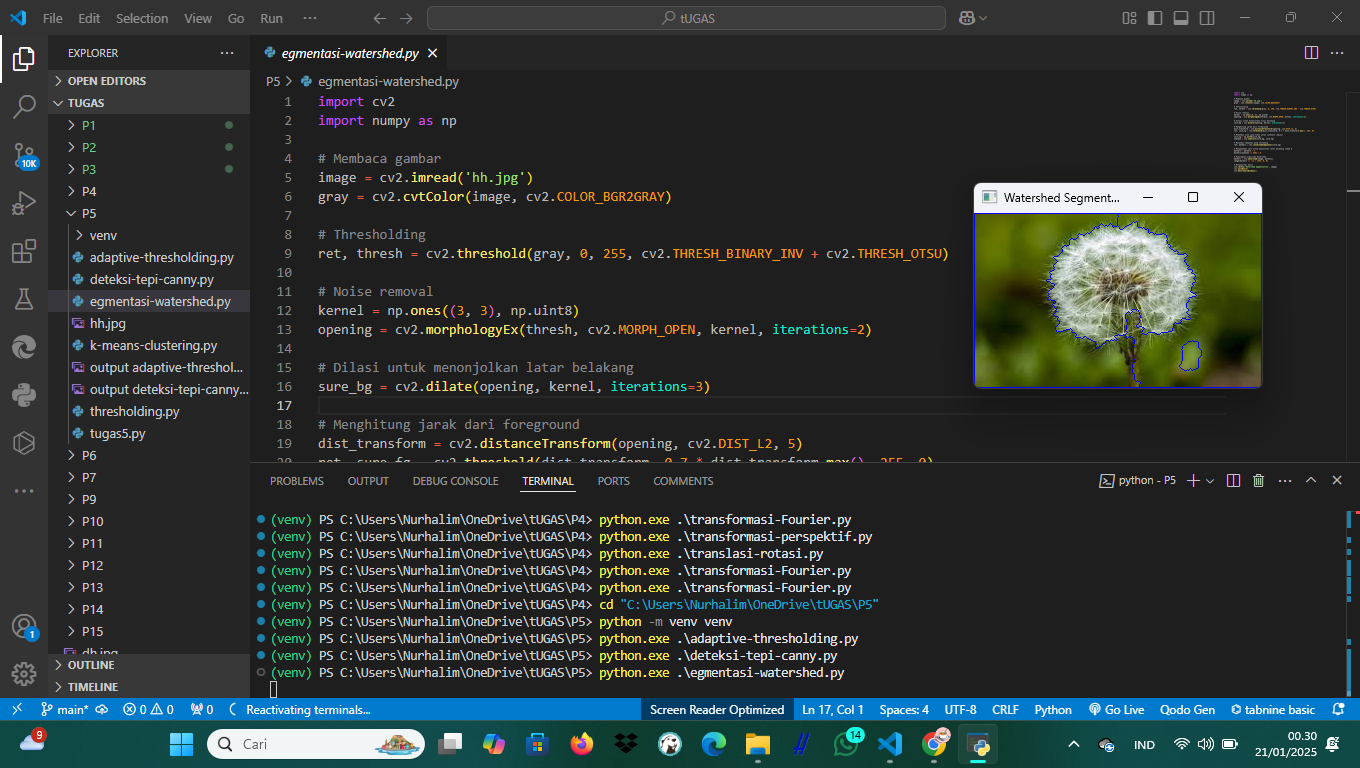 File Edit Selection View Go Run ···
tUGAS
EXPLORER ···
egmentasi-watershed.py
OPEN EDITORS
TUGAS
P1
P2
P3
P4
P5
venv
adaptive-thresholding.py
deteksi-tepi-canny.py
egmentasi-watershed.py
hh.jpg
k-means-clustering.py
output adaptive-threshol...
output deteksi-tepi-canny...
thresholding.py
tugas5.py
P6
P7
P9
P10
P11
P12
P13
P14
P15
dh.jpg
OUTLINE
TIMELINE
10K
1
P5 > egmentasi-watershed.py
1 import cv2
2 import numpy as np
3
4 # Membaca gambar
5 image = cv2.imread('hh.jpg')
6 gray = cv2.cvtColor(image, cv2.COLOR_BGR2GRAY)
7
8 # Thresholding
9 ret, thresh = cv2.threshold(gray, 0, 255, cv2.THRESH_BINARY_INV + cv2.THRESH_OTSU)
10
11 # Noise removal
12 kernel = np.ones((3, 3), np.uint8)
13 opening = cv2.morphologyEx(thresh, cv2.MORPH_OPEN, kernel, iterations=2)
14
15 # Dilasi untuk menonjolkan latar belakang
16 sure_bg = cv2.dilate(opening, kernel, iterations=3)
17
18 # Menghitung jarak dari foreground
19 dist_transform = cv2.distanceTransform(opening, cv2.DIST_L2, 5)
20 ret, sure_fg = cv2.threshold(dist_transform, 0.7 * dist_transform.max(), 255, 0)
Watershed Segment...
PROBLEMS OUTPUT DEBUG CONSOLE TERMINAL PORTS COMMENTS
python - P5
(venv) PS C:\Users\Nurhalim\OneDrive\tUGAS\P4> python.exe .\transformasi-Fourier.py
(venv) PS C:\Users\Nurhalim\OneDrive\tUGAS\P4> python.exe .\transformasi-perspektif.py
(venv) PS C:\Users\Nurhalim\OneDrive\tUGAS\P4> python.exe .\translasi-rotasi.py
(venv) PS C:\Users\Nurhalim\OneDrive\tUGAS\P4> python.exe .\transformasi-Fourier.py
(venv) PS C:\Users\Nurhalim\OneDrive\tUGAS\P4> python.exe .\transformasi-Fourier.py
(venv) PS C:\Users\Nurhalim\OneDrive\tUGAS\P4> cd "C:\Users\Nurhalim\OneDrive\tUGAS\P5"
(venv) PS C:\Users\Nurhalim\OneDrive\tUGAS\P5> python -m venv venv
(venv) PS C:\Users\Nurhalim\OneDrive\tUGAS\P5> python.exe .\adaptive-thresholding.py
(venv) PS C:\Users\Nurhalim\OneDrive\tUGAS\P5> python.exe .\deteksi-tepi-canny.py
(venv) PS C:\Users\Nurhalim\OneDrive\tUGAS\P5> python.exe .\egmentasi-watershed.py
main* 0 0 0 Reactivating terminals... Screen Reader Optimized Ln 17, Col 1 Spaces: 4 UTF-8 CRLF Python Go Live Qodo Gen tabnine basic
9 Cari 14 IND 00.30
21/01/2025